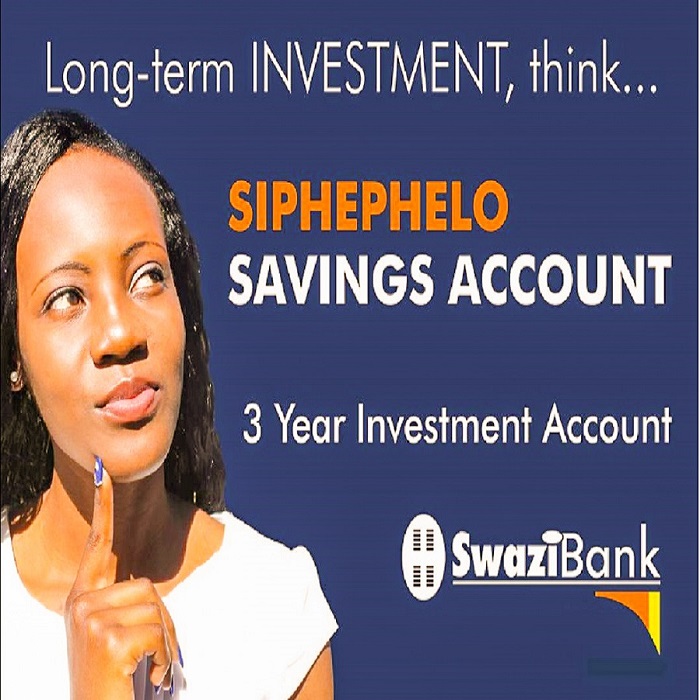 Long-term INVESTMENT, think...
SIPHEPHELO
SAVINGS ACCOUNT
3 Year Investment Account
SwaziBank